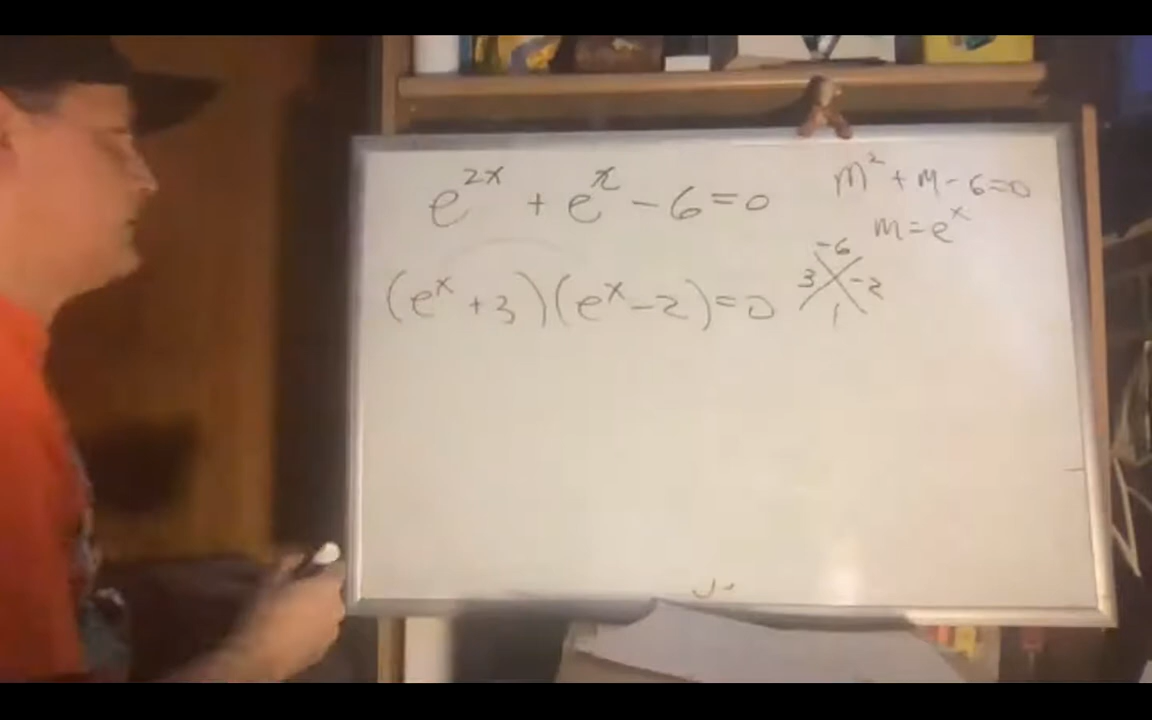 e^{2x} + e^x - 6 = 0
m^2 + m - 6 = 0
m = e^x
(e^x + 3)(e^x - 2) = 0
-6
3 -2
1